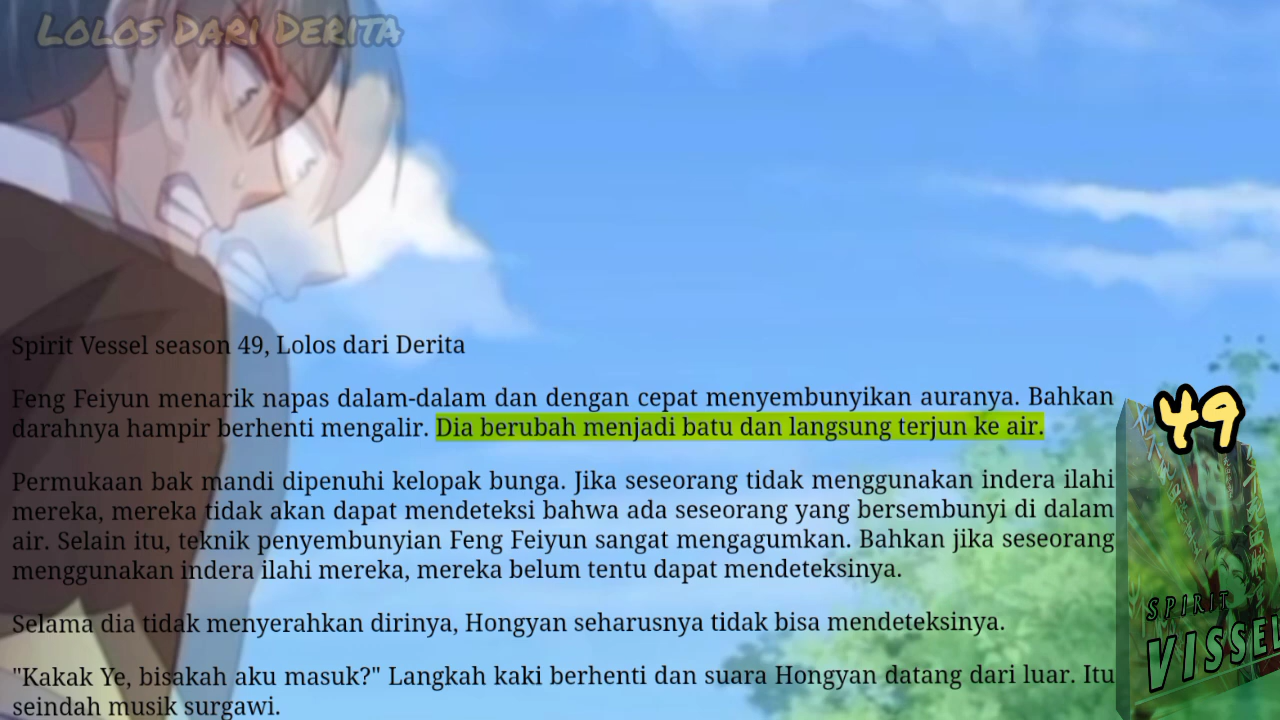 Lolos Dari Derita
Spirit Vessel season 49, Lolos dari Derita
Feng Feiyun menarik napas dalam-dalam dan dengan cepat menyembunyikan auranya. Bahkan
darahnya hampir berhenti mengalir. Dia berubah menjadi batu dan langsung terjun ke air.
Permukaan bak mandi dipenuhi kelopak bunga. Jika seseorang tidak menggunakan indera ilahi
mereka, mereka tidak akan dapat mendeteksi bahwa ada seseorang yang bersembunyi di dalam
air. Selain itu, teknik penyembunyian Feng Feiyun sangat mengagumkan. Bahkan jika seseorang
menggunakan indera ilahi mereka, mereka belum tentu dapat mendeteksinya.
Selama dia tidak menyerahkan dirinya, Hongyan seharusnya tidak bisa mendeteksinya.
"Kakak Ye, bisakah aku masuk?" Langkah kaki berhenti dan suara Hongyan datang dari luar. Itu
seindah musik surgawi.
49
SPIRIT
VISSEL